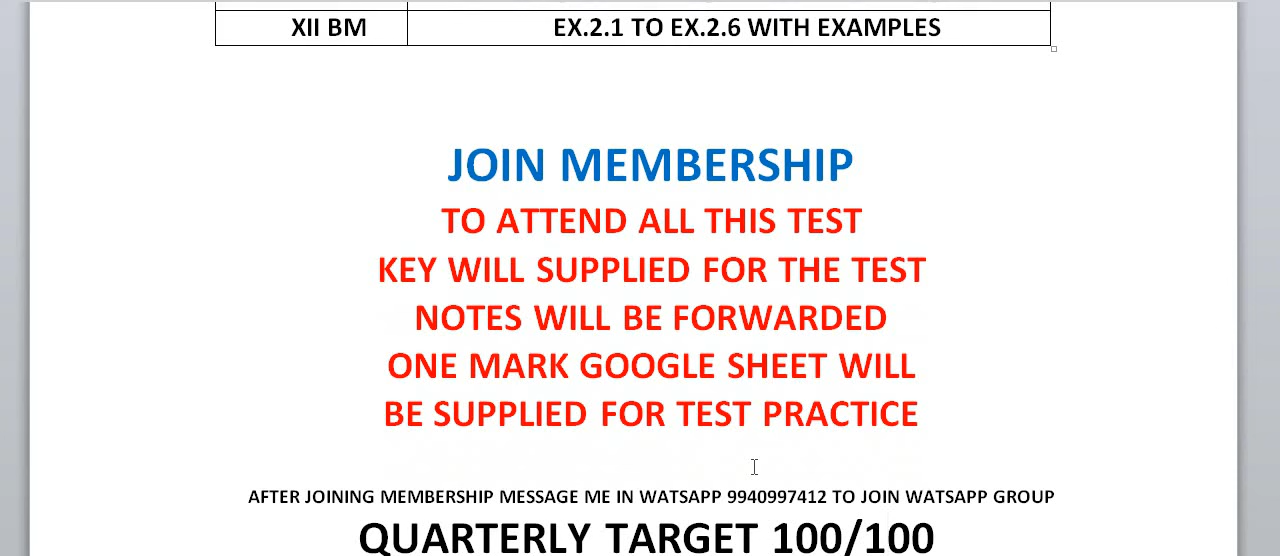 XII BM EX.2.1 TO EX.2.6 WITH EXAMPLES
JOIN MEMBERSHIP
TO ATTEND ALL THIS TEST
KEY WILL SUPPLIED FOR THE TEST
NOTES WILL BE FORWARDED
ONE MARK GOOGLE SHEET WILL
BE SUPPLIED FOR TEST PRACTICE
AFTER JOINING MEMBERSHIP MESSAGE ME IN WATSAPP 9940997412 TO JOIN WATSAPP GROUP
QUARTERLY TARGET 100/100